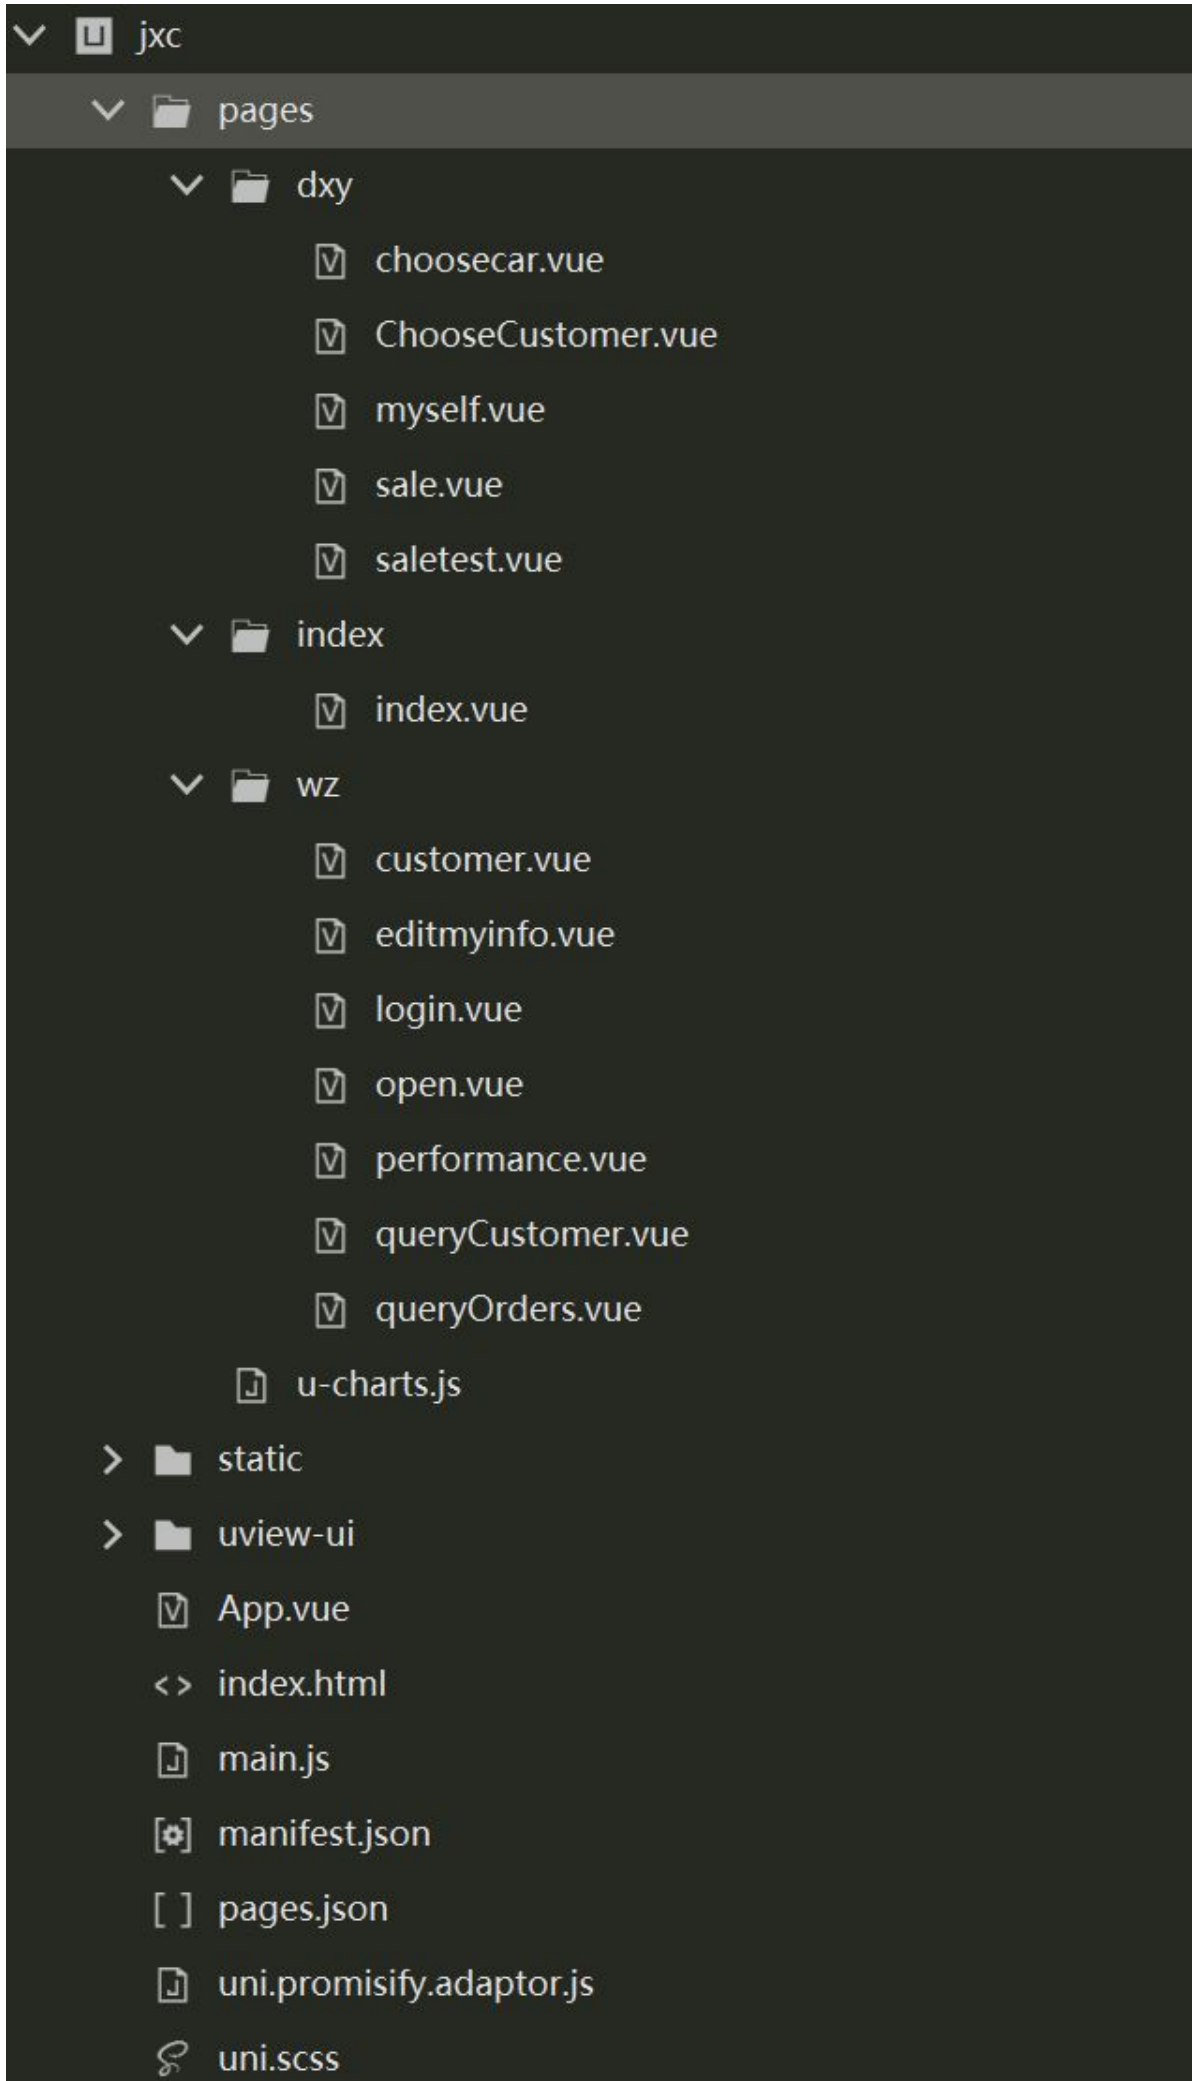 jxc
pages
dxy
choosecar.vue
ChooseCustomer.vue
myself.vue
sale.vue
saletest.vue
index
index.vue
wz
customer.vue
editmyinfo.vue
login.vue
open.vue
performance.vue
queryCustomer.vue
queryOrders.vue
u-charts.js
static
uview-ui
App.vue
index.html
main.js
manifest.json
pages.json
uni.promisify.adaptor.js
uni.scss